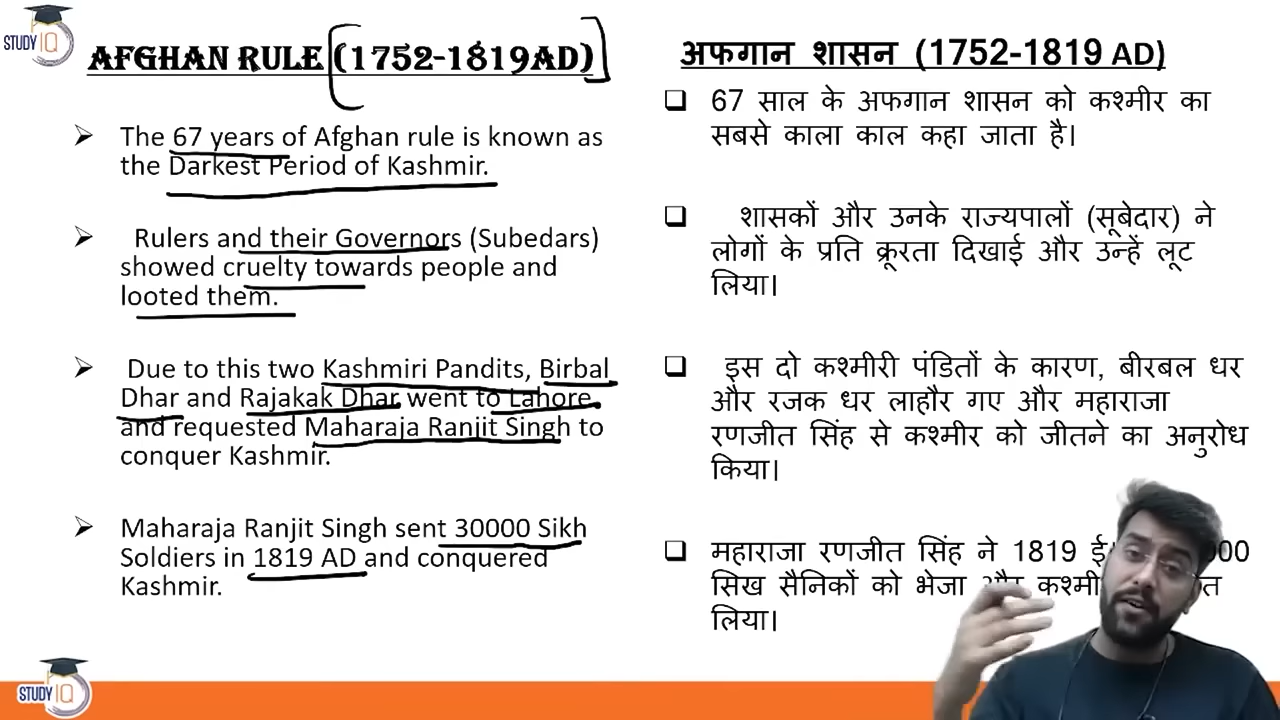 STUDY IQ
AFGHAN RULE (1752-1819AD)
The 67 years of Afghan rule is known as
the Darkest Period of Kashmir.
Rulers and their Governors (Subedars)
showed cruelty towards people and
looted them.
Due to this two Kashmiri Pandits, Birbal
Dhar and Rajakak Dhar went to Lahore
and requested Maharaja Ranjit Singh to
conquer Kashmir.
Maharaja Ranjit Singh sent 30000 Sikh
Soldiers in 1819 AD and conquered
Kashmir.
अफगान शासन (1752-1819 AD)
67 साल के अफगान शासन को कश्मीर का
सबसे काला काल कहा जाता है।
शासकों और उनके राज्यपालों (सूबेदार) ने
लोगों के प्रति क्रूरता दिखाई और उन्हें लूट
लिया।
इस दो कश्मीरी पंडितों के कारण, बीरबल धर
और रजक धर लाहौर गए और महाराजा
रणजीत सिंह से कश्मीर को जीतने का अनुरोध
किया।
महाराजा रणजीत सिंह ने 1819
सिख सैनिकों को भेजा और
लिया।
STUDY IQ